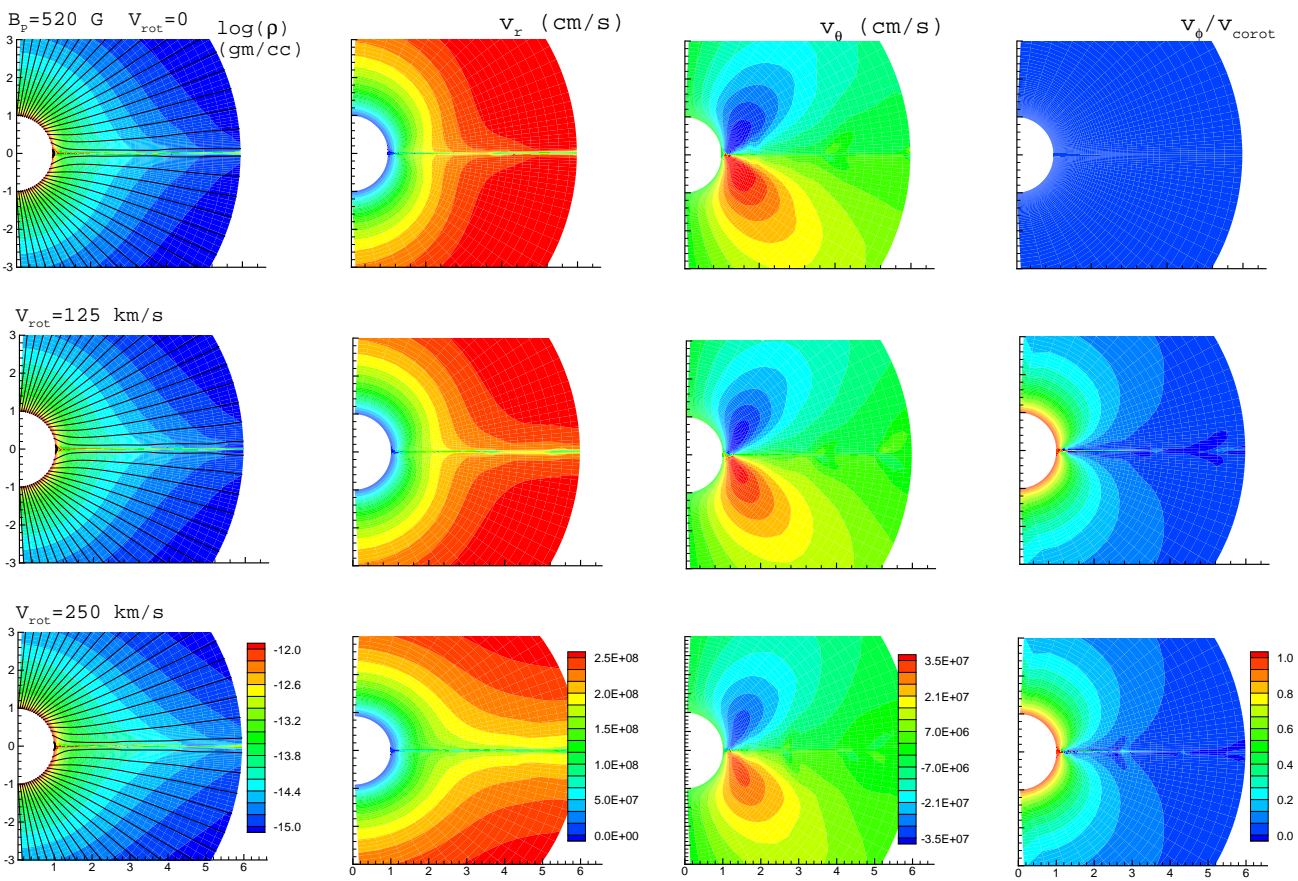 B_p=520 G V_rot=0
log(ρ)
(gm/cc)
v_r (cm/s)
v_θ (cm/s)
v_ϕ/v_corot
3
2
1
0
-1
-2
-3
V_rot=125 km/s
3
2
1
0
-1
-2
-3
V_rot=250 km/s
3
2
1
0
-1
-2
-3
-12.0
-12.6
-13.2
-13.8
-14.4
-15.0
2.5E+08
2.0E+08
1.5E+08
1.0E+08
5.0E+07
0.0E+00
3.5E+07
2.1E+07
7.0E+06
-7.0E+06
-2.1E+07
-3.5E+07
1.0
0.8
0.6
0.4
0.2
0.0
1 2 3 4 5 6
0 1 2 3 4 5 6
0 1 2 3 4 5 6
0 1 2 3 4 5 6